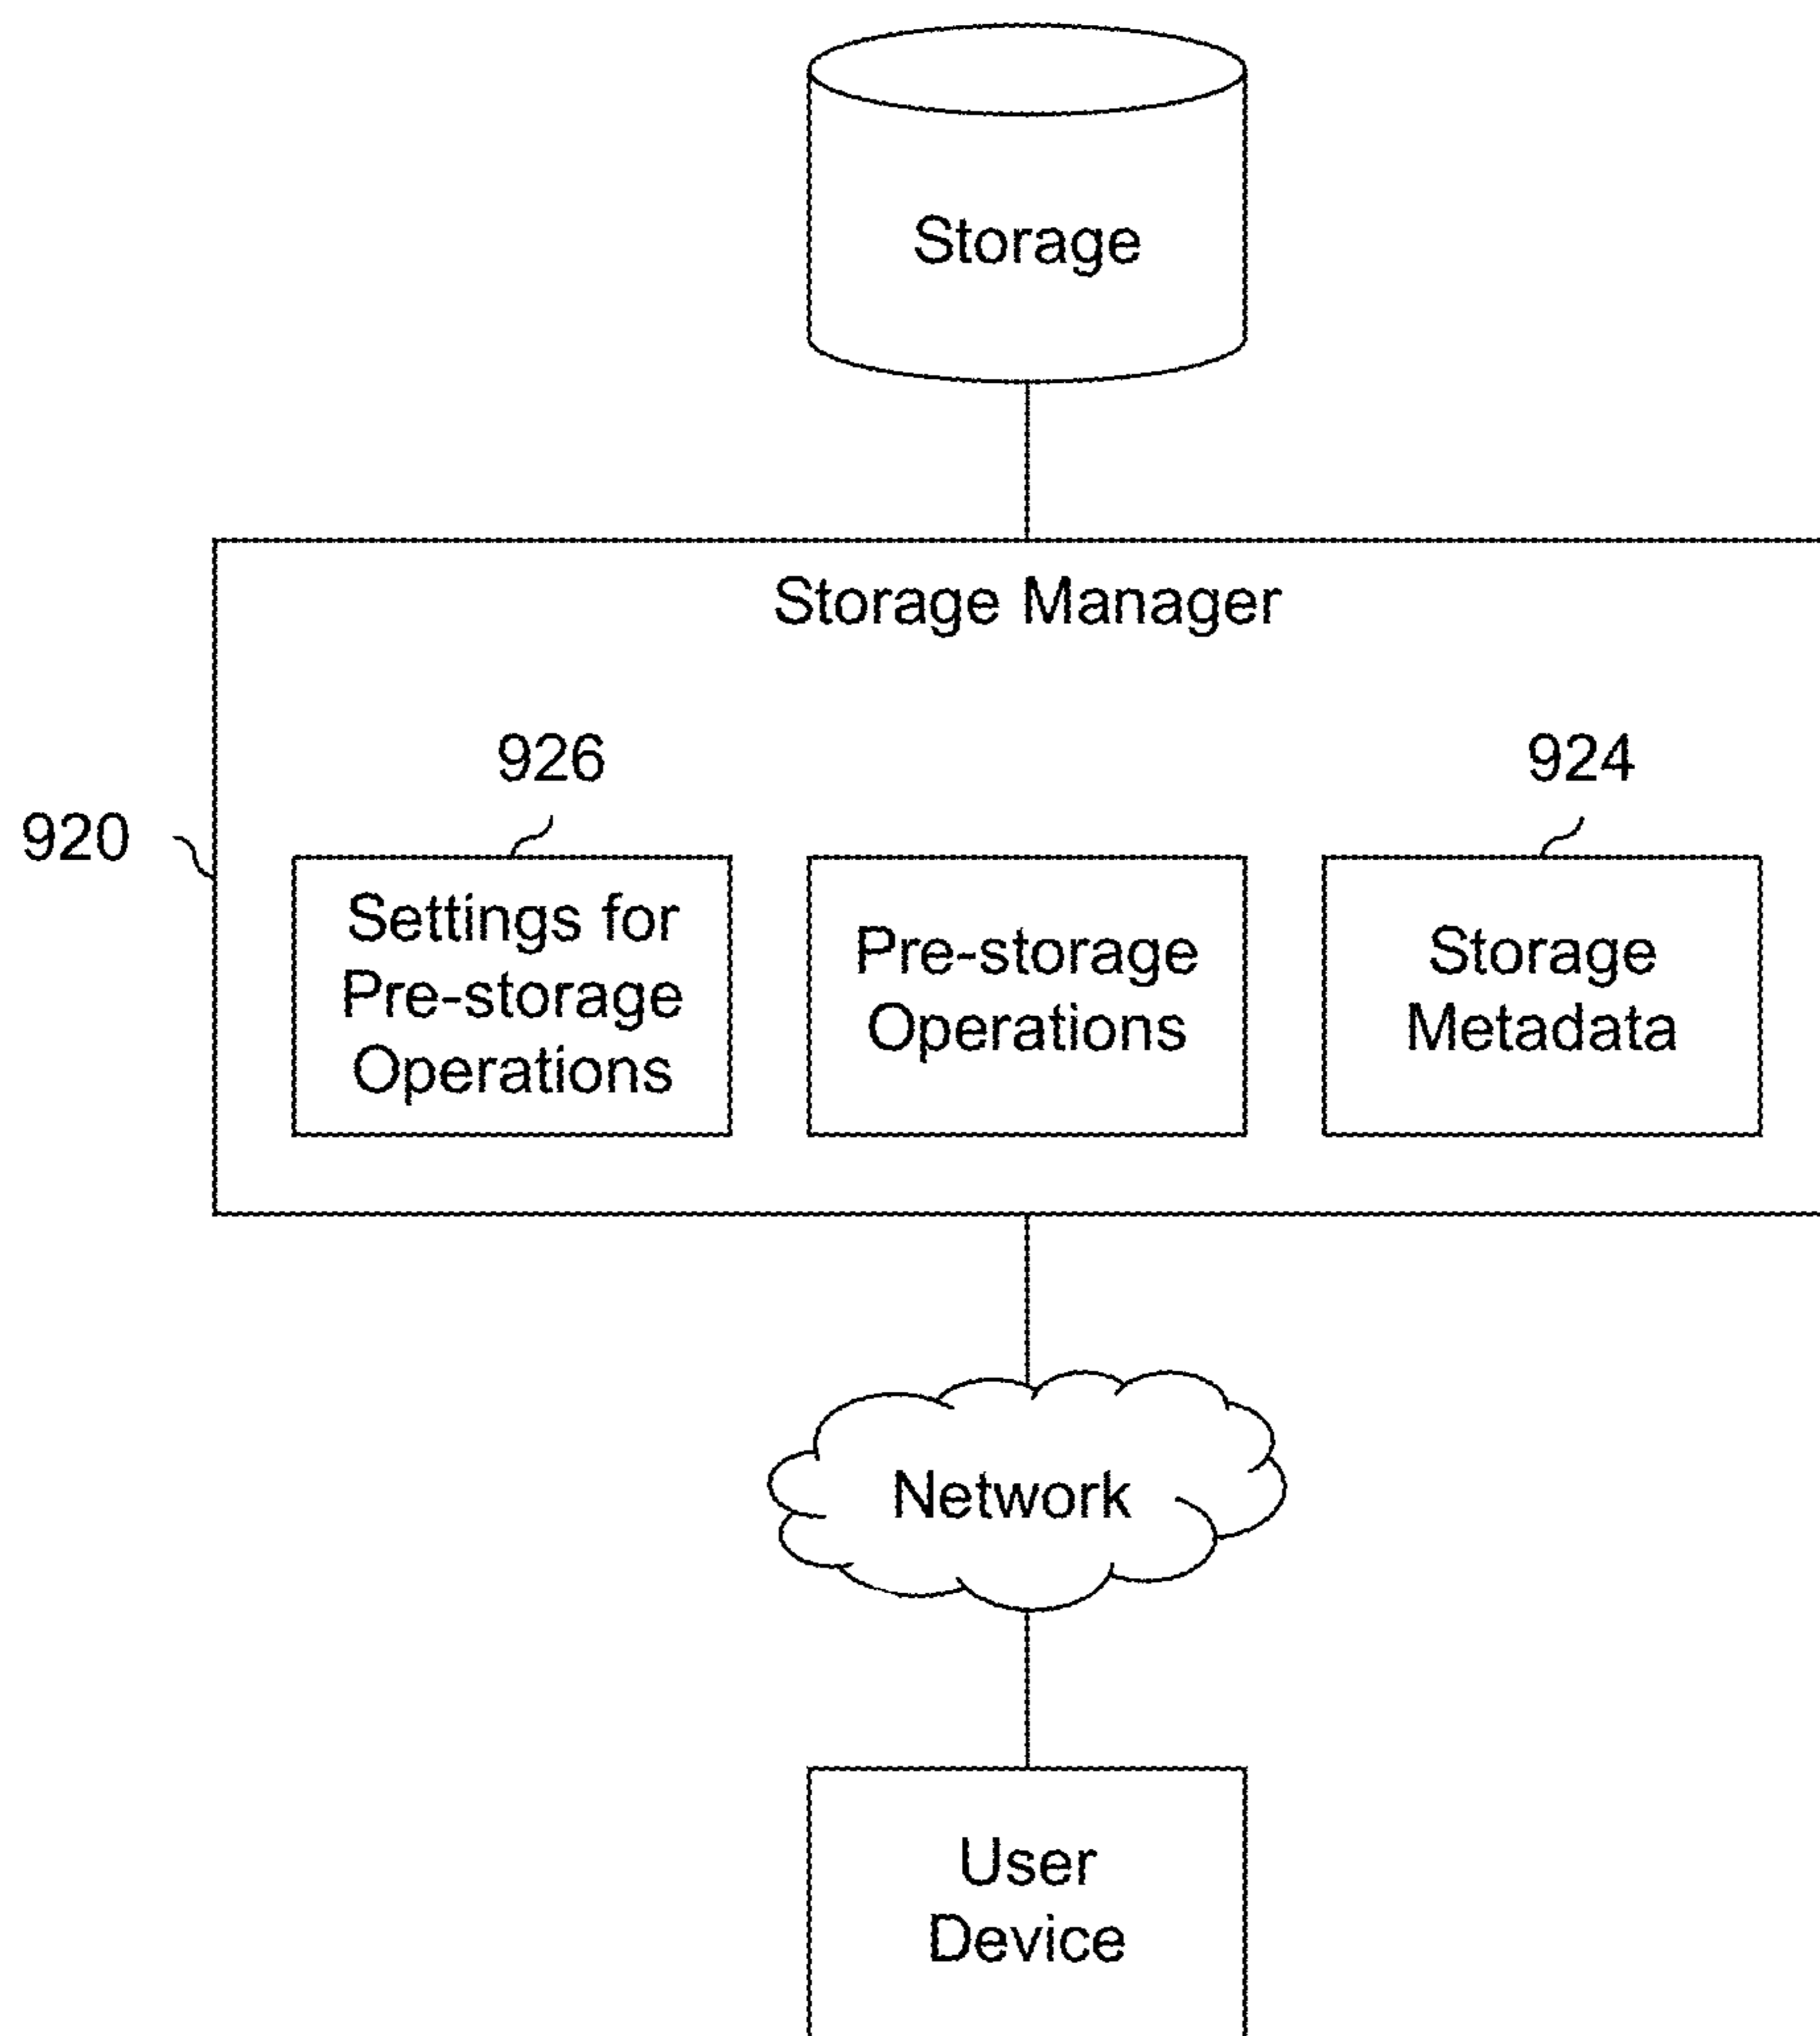 Storage
Storage Manager
926
924
920
Settings for
Pre-storage
Operations
Pre-storage
Operations
Storage
Metadata
Network
User
Device